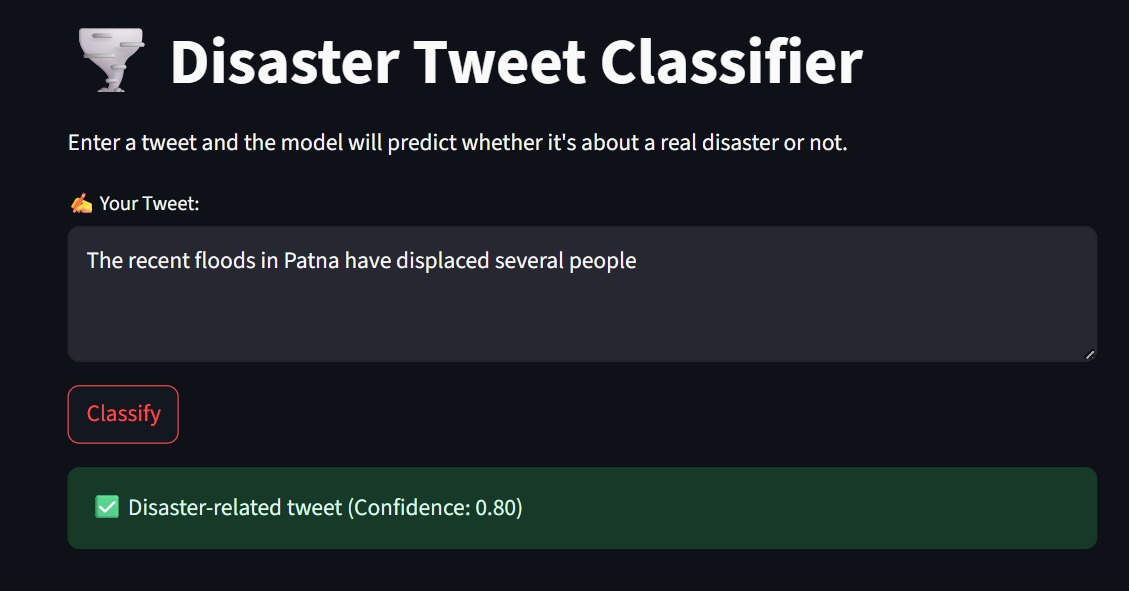 Disaster Tweet Classifier
Enter a tweet and the model will predict whether it's about a real disaster or not.
✍️ Your Tweet:
The recent floods in Patna have displaced several people
Classify
✅ Disaster-related tweet (Confidence: 0.80)